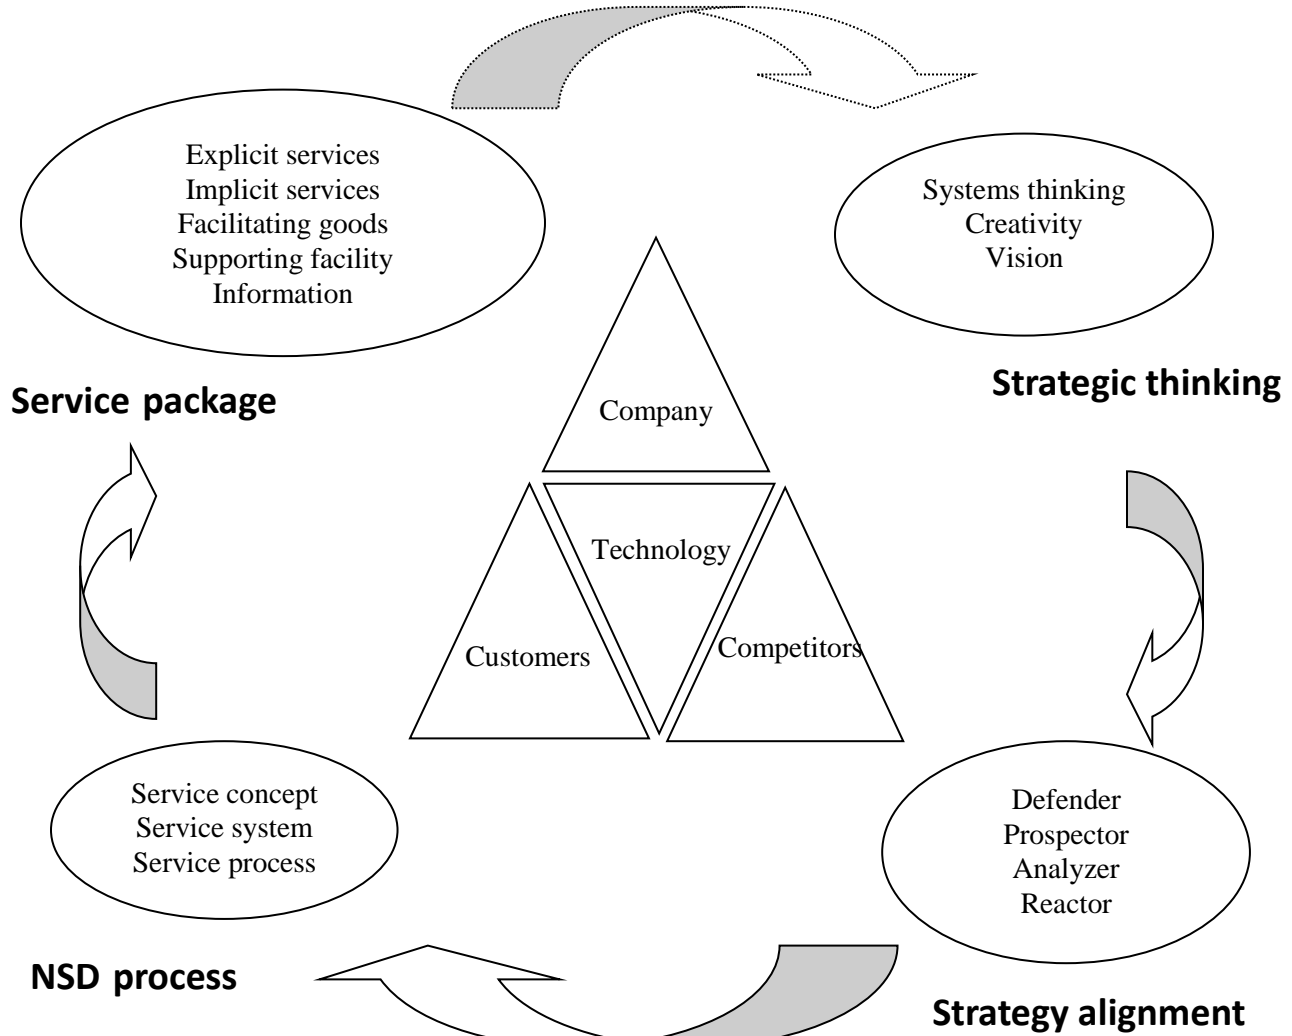 Explicit services
Implicit services
Facilitating goods
Supporting facility
Information
Service package
Systems thinking
Creativity
Vision
Strategic thinking
Company
Technology
Customers
Competitors
Service concept
Service system
Service process
NSD process
Defender
Prospector
Analyzer
Reactor
Strategy alignment